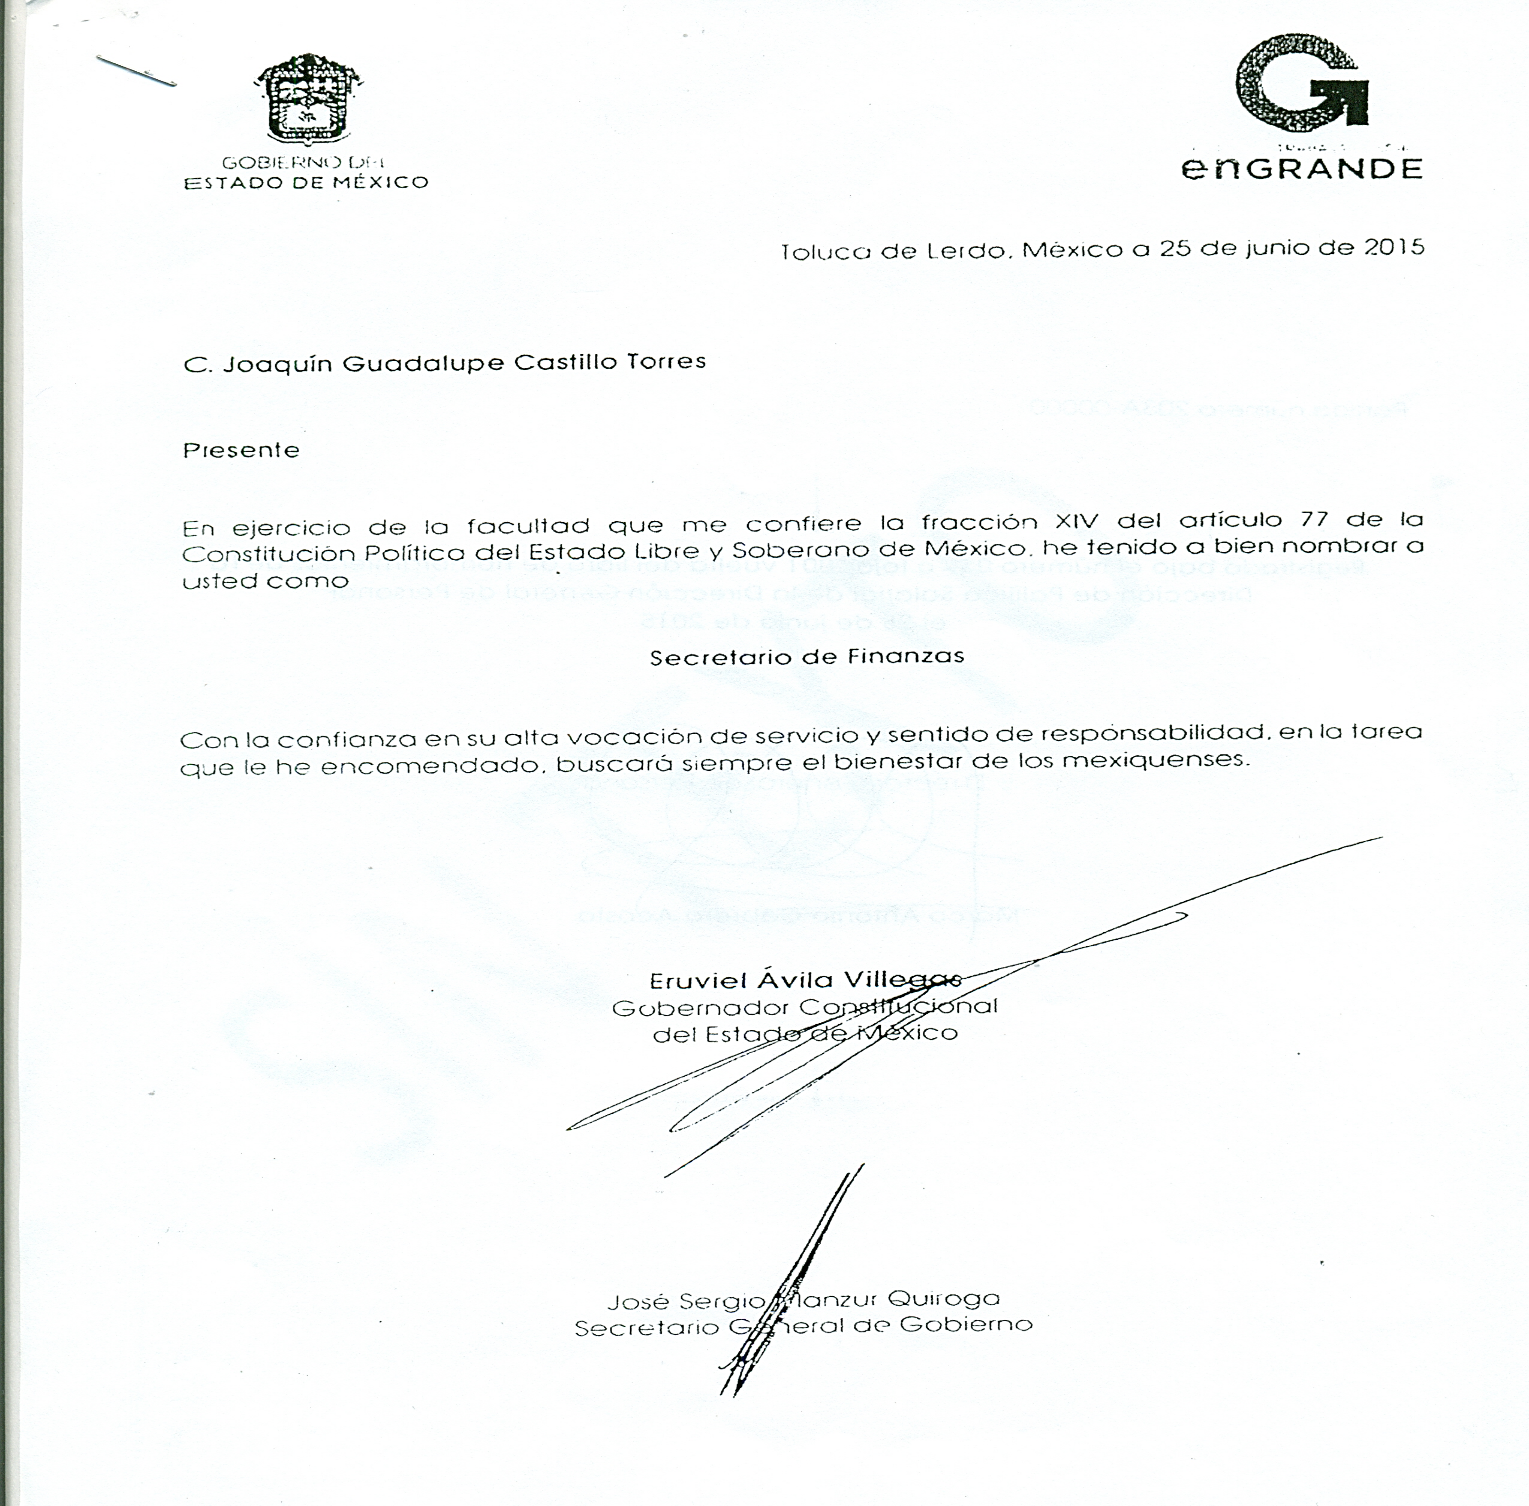 GOBIERNO DEL
ESTADO DE MÉXICO
enGRANDE
Toluca de Lerdo, México a 25 de junio de 2015
C. Joaquín Guadalupe Castillo Torres
Presente
En ejercicio de la facultad que me confiere la fracción XIV del artículo 77 de la
Constitución Política del Estado Libre y Soberano de México, he tenido a bien nombrar a
usted como
Secretario de Finanzas
Con la confianza en su alta vocación de servicio y sentido de responsabilidad, en la tarea
que le he encomendado, buscará siempre el bienestar de los mexiquenses.
Eruviel Ávila Villegas
Gobernador Constitucional
del Estado de México
José Sergio Manzur Quiroga
Secretario General de Gobierno